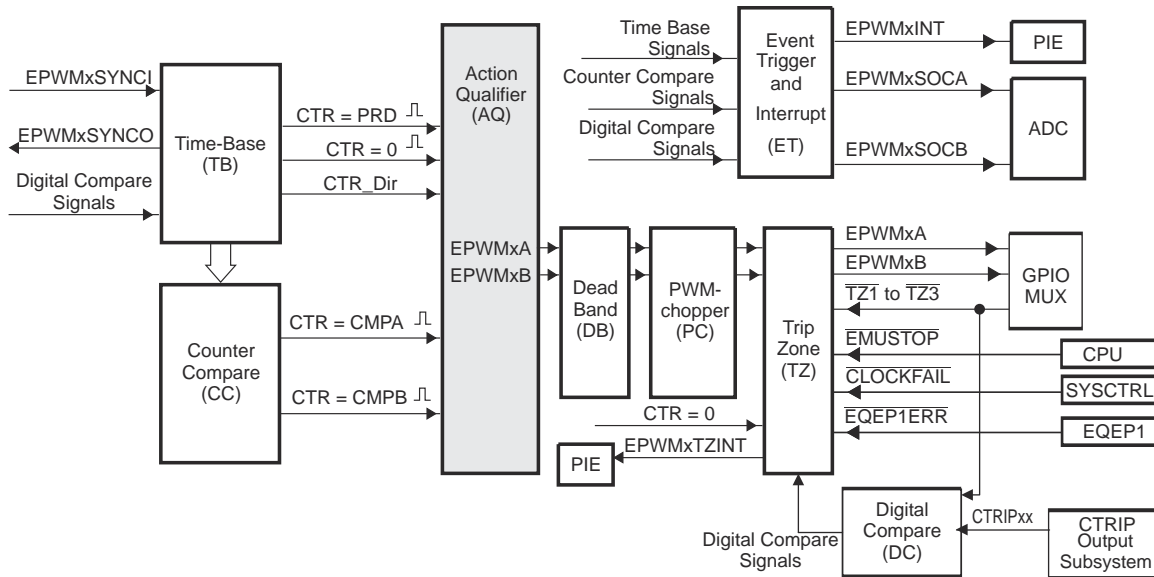 EPWMxSYNCI
EPWMxSYNCO
Digital Compare
Signals
Time-Base
(TB)
CTR = PRD
CTR = 0
CTR_Dir
Counter
Compare
(CC)
CTR = CMPA
CTR = CMPB
Action
Qualifier
(AQ)
EPWMxA
EPWMxB
Time Base
Signals
Counter Compare
Signals
Digital Compare
Signals
Event
Trigger
and
Interrupt
(ET)
EPWMxINT
EPWMxSOCA
EPWMxSOCB
PIE
ADC
Dead
Band
(DB)
PWM-
chopper
(PC)
CTR = 0
EPWMxTZINT
PIE
Trip
Zone
(TZ)
EPWMxA
EPWMxB
TZ1 to TZ3
EMUSTOP
CLOCKFAIL
EQEP1ERR
GPIO
MUX
CPU
SYSCTRL
EQEP1
Digital Compare
Signals
Digital
Compare
(DC)
CTRIPxx
CTRIP
Output
Subsystem